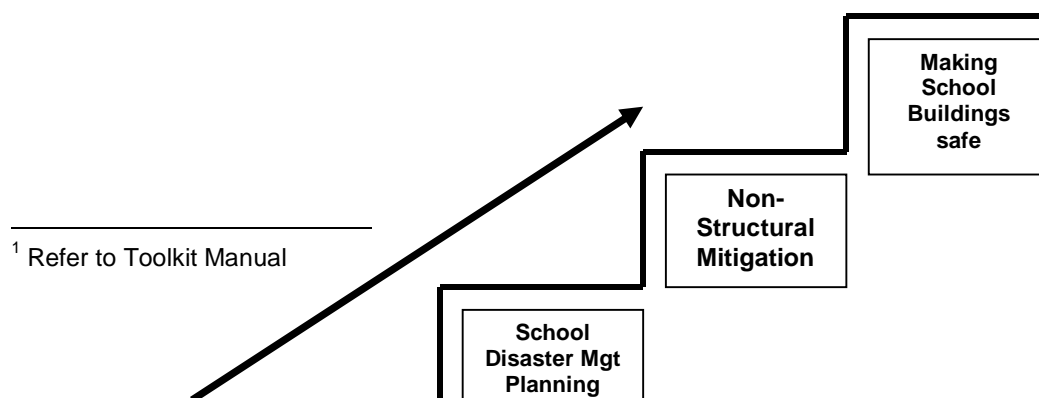 Making
School
Buildings
safe
Non-
Structural
Mitigation
¹ Refer to Toolkit Manual
School
Disaster Mgt
Planning